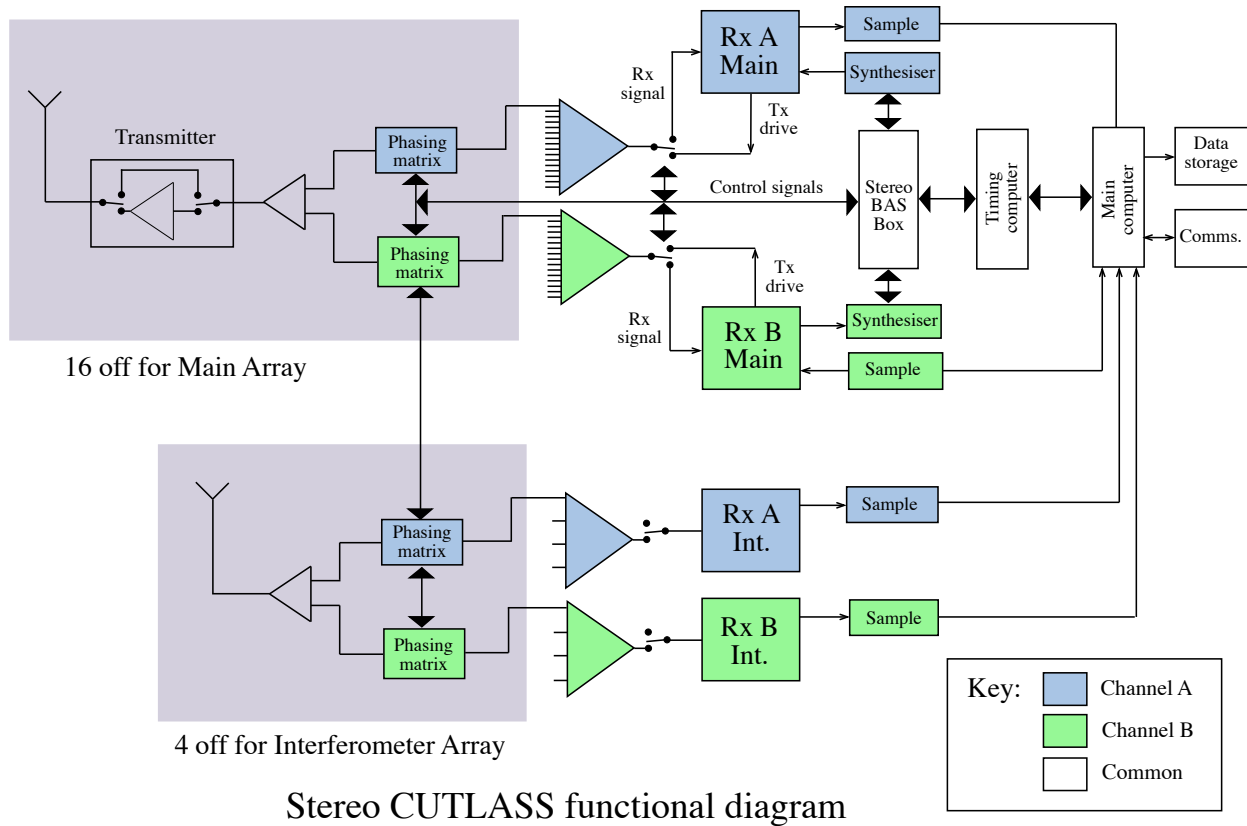 Rx A
Main
Sample
Synthesiser
Rx
signal
Tx
drive
Transmitter
Phasing
matrix
Control signals
Stereo
BAS
Box
Timing
computer
Main
computer
Data
storage
Comms.
Phasing
matrix
Tx
drive
Rx
signal
Rx B
Main
Synthesiser
Sample
16 off for Main Array
Phasing
matrix
Rx A
Int.
Sample
Phasing
matrix
Rx B
Int.
Sample
4 off for Interferometer Array
Key:
Channel A
Channel B
Common
Stereo CUTLASS functional diagram